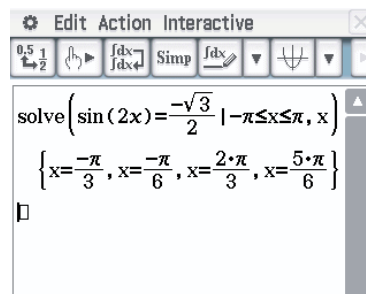 Edit Action Interactive
0.5 1/2 ∫dx ∫dx Simp ∫dx
solve(sin(2x)=-√3/2|-π≤x≤π, x)
{x=-π/3, x=-π/6, x=2·π/3, x=5·π/6}